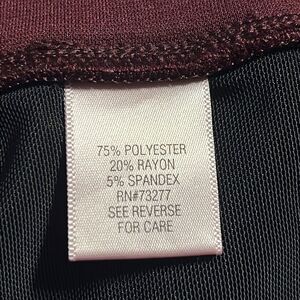 75% POLYESTER
20% RAYON
5% SPANDEX
RN#73277
SEE REVERSE
FOR CARE